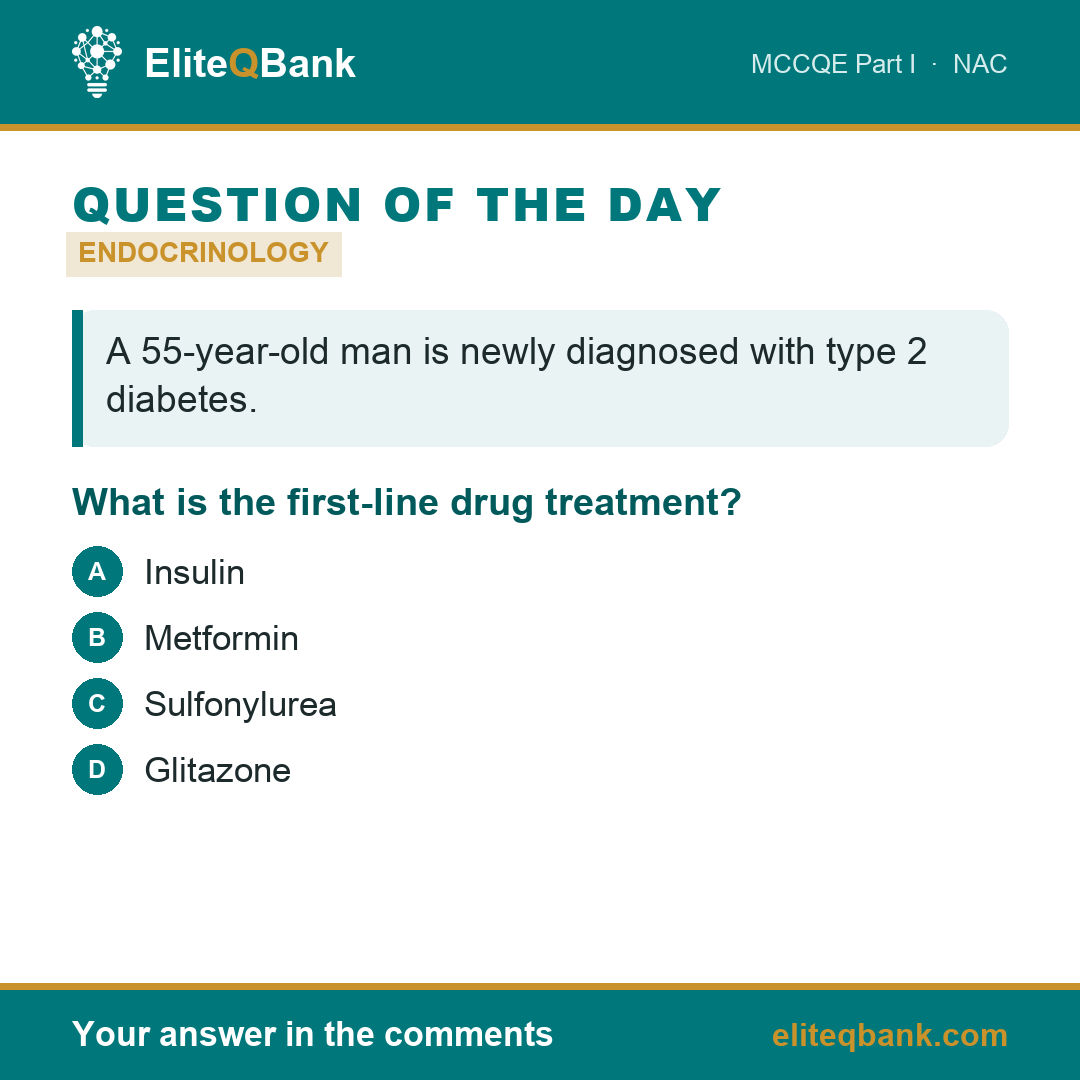 EliteQBank
MCCQE Part I · NAC
QUESTION OF THE DAY
ENDOCRINOLOGY
A 55-year-old man is newly diagnosed with type 2
diabetes.
What is the first-line drug treatment?
A Insulin
B Metformin
C Sulfonylurea
D Glitazone
Your answer in the comments
eliteqbank.com